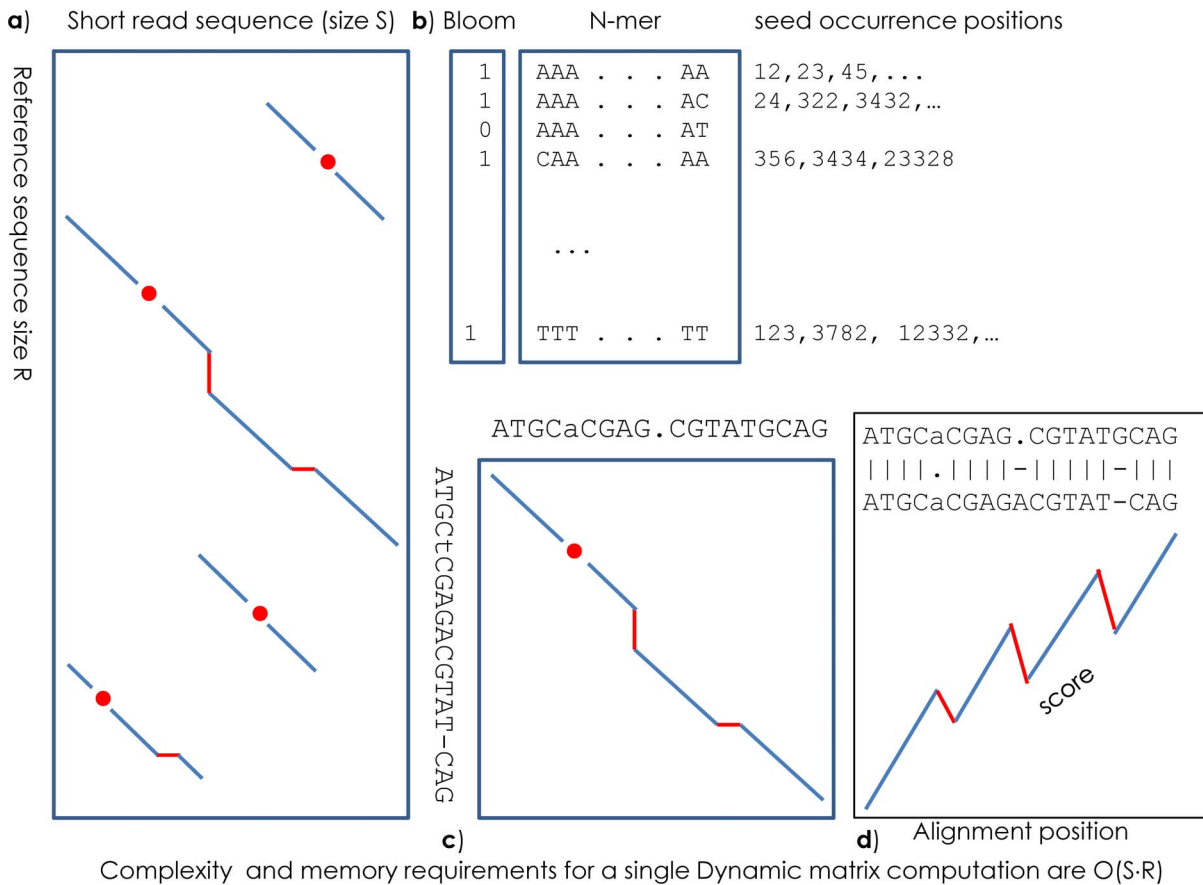 a) Short read sequence (size S)
Reference sequence size R
b) Bloom N-mer seed occurrence positions
1 AAA . . . AA 12,23,45,...
1 AAA . . . AC 24,322,3432,…
0 AAA . . . AT
1 CAA . . . AA 356,3434,23328
...
1 TTT . . . TT 123,3782, 12332,…
ATGCaCGAG.CGTATGCAG
ATGCtCGAGACGTAT-CAG
c)
ATGCaCGAG.CGTATGCAG
||||.||||-|||||-|||
ATGCaCGAGACGTAT-CAG
score
d) Alignment position
Complexity and memory requirements for a single Dynamic matrix computation are O(S·R)